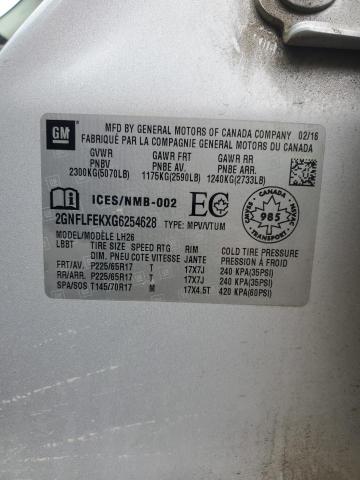 GM
MFD BY GENERAL MOTORS OF CANADA COMPANY 02/16
FABRIQUÉ PAR LA COMPAGNIE GENERAL MOTORS DU CANADA
GVWR GAWR FRT GAWR RR
PNBV PNBE AV. PNBE ARR.
2300KG(5070LB) 1175KG(2590LB) 1240KG(2733LB)
ICES/NMB-002 EC
2GNFLFEKXG6254628 TYPE: MPV/VTUM
MODEL/MODÈLE LH26
CANADA
985
TRANSPORT
LBBT TIRE SIZE SPEED RTG RIM COLD TIRE PRESSURE
DIM. PNEU COTE VITESSE JANTE PRESSION À FROID
FRT/AV. P225/65R17 T 17X7J 240 KPA(35PSI)
RR/ARR. P225/65R17 T 17X7J 240 KPA(35PSI)
SPA/SOS T145/70R17 M 17X4.5T 420 KPA(60PSI)